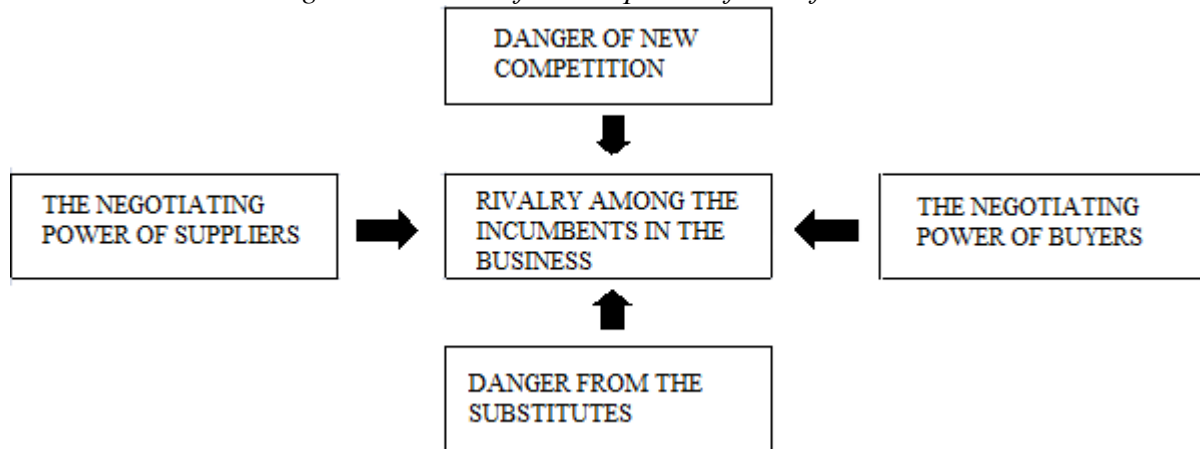 DANGER OF NEW
COMPETITION
THE NEGOTIATING
POWER OF SUPPLIERS
RIVALRY AMONG THE
INCUMBENTS IN THE
BUSINESS
THE NEGOTIATING
POWER OF BUYERS
DANGER FROM THE
SUBSTITUTES